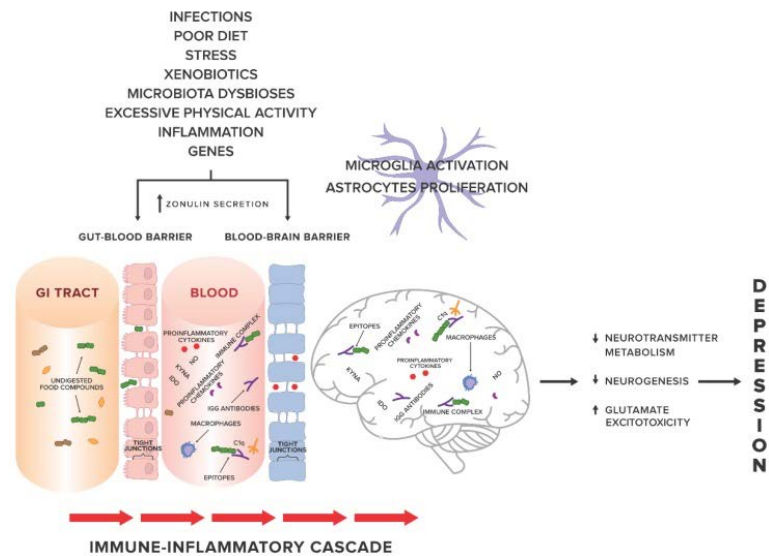 INFECTIONS
POOR DIET
STRESS
XENOBIOTICS
MICROBIOTA DYSBIOSES
EXCESSIVE PHYSICAL ACTIVITY
INFLAMMATION
GENES
MICROGLIA ACTIVATION
ASTROCYTES PROLIFERATION
ZONULIN SECRETION
GUT-BLOOD BARRIER
BLOOD-BRAIN BARRIER
GI TRACT
UNDIGESTED
FOOD COMPOUNDS
TIGHT
JUNCTIONS
BLOOD
PROINFLAMMATORY
CYTOKINES
IMMUNE COMPLEX
NO
KYNA
IDO
PROINFLAMMATORY
CHEMMOKINES
IGG ANTIBODIES
MACROPHAGES
C1q
EPITOPES
TIGHT
JUNCTIONS
EPITOPES
PROINFLAMMATORY
CHEMOKINES
C1q
MACROPHAGES
PROINFLAMMATORY
CYTOKINES
KYNA
IDO
IGG ANTIBODIES
NO
IMMUNE COMPLEX
NEUROTRANSMITTER
METABOLISM
NEUROGENESIS
GLUTAMATE
EXCITOTOXICITY
DEPRESSION
IMMUNE-INFLAMMATORY CASCADE